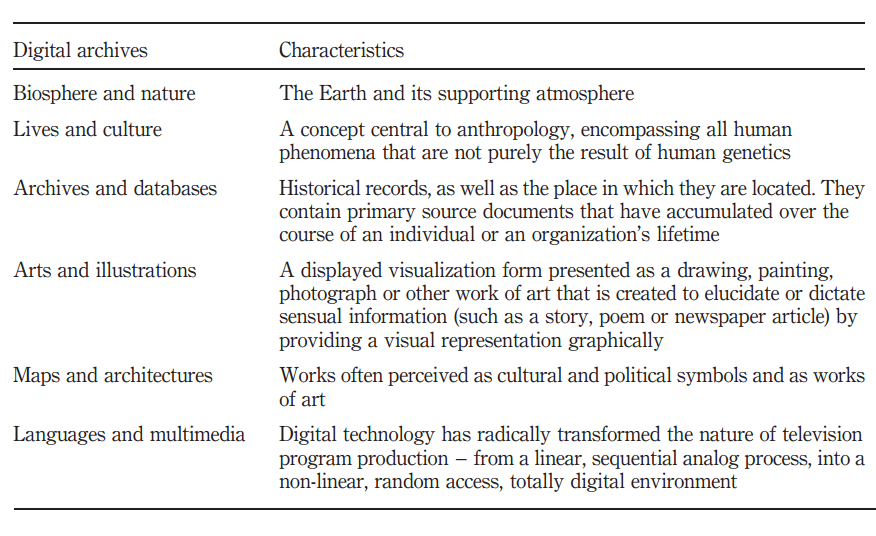 Digital archives Characteristics
Biosphere and nature The Earth and its supporting atmosphere
Lives and culture A concept central to anthropology, encompassing all human
phenomena that are not purely the result of human genetics
Archives and databases Historical records, as well as the place in which they are located. They
contain primary source documents that have accumulated over the
course of an individual or an organization’s lifetime
Arts and illustrations A displayed visualization form presented as a drawing, painting,
photograph or other work of art that is created to elucidate or dictate
sensual information (such as a story, poem or newspaper article) by
providing a visual representation graphically
Maps and architectures Works often perceived as cultural and political symbols and as works
of art
Languages and multimedia Digital technology has radically transformed the nature of television
program production – from a linear, sequential analog process, into a
non-linear, random access, totally digital environment